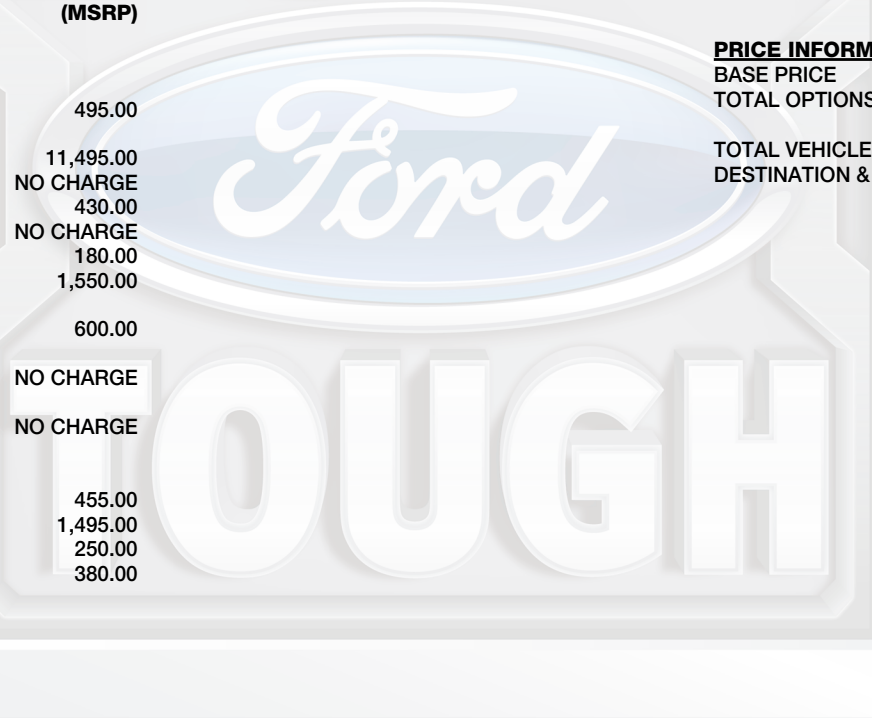 (MSRP)
495.00
11,495.00
NO CHARGE
430.00
NO CHARGE
180.00
1,550.00
600.00
NO CHARGE
NO CHARGE
455.00
1,495.00
250.00
380.00
PRICE INFORM
BASE PRICE
TOTAL OPTIONS
TOTAL VEHICLE
DESTINATION &
Ford
TOUGH